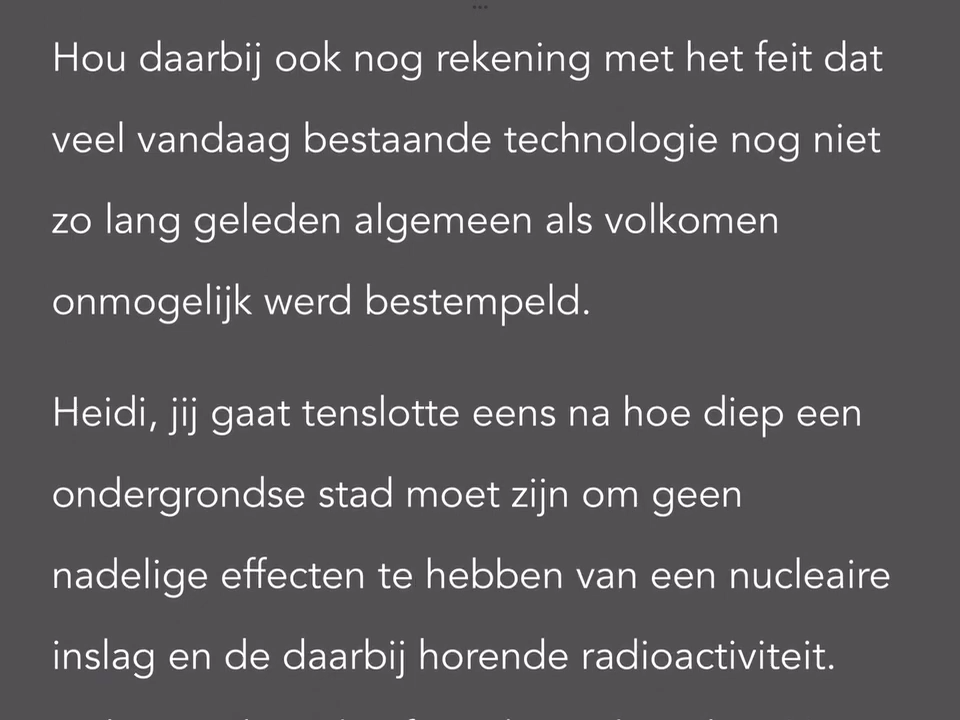 Hou daarbij ook nog rekening met het feit dat
veel vandaag bestaande technologie nog niet
zo lang geleden algemeen als volkomen
onmogelijk werd bestempeld.
Heidi, jij gaat tenslotte eens na hoe diep een
ondergrondse stad moet zijn om geen
nadelige effecten te hebben van een nucleaire
inslag en de daarbij horende radioactiviteit.